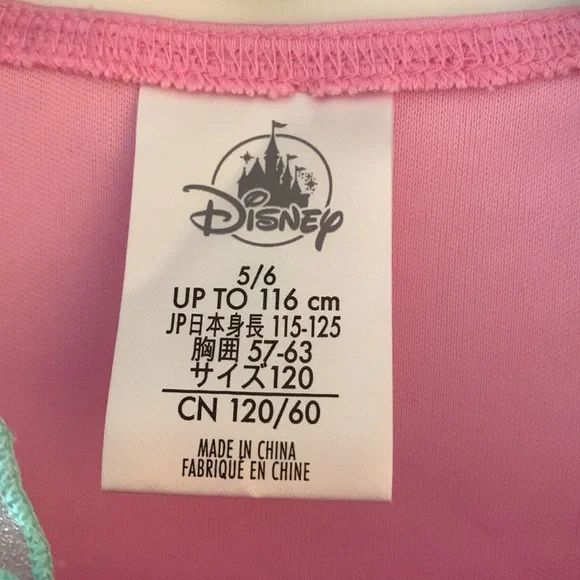 Disney
5/6
UP TO 116 cm
JP日本身長 115-125
胸囲 57-63
サイズ120
CN 120/60
MADE IN CHINA
FABRIQUÉ EN CHINE